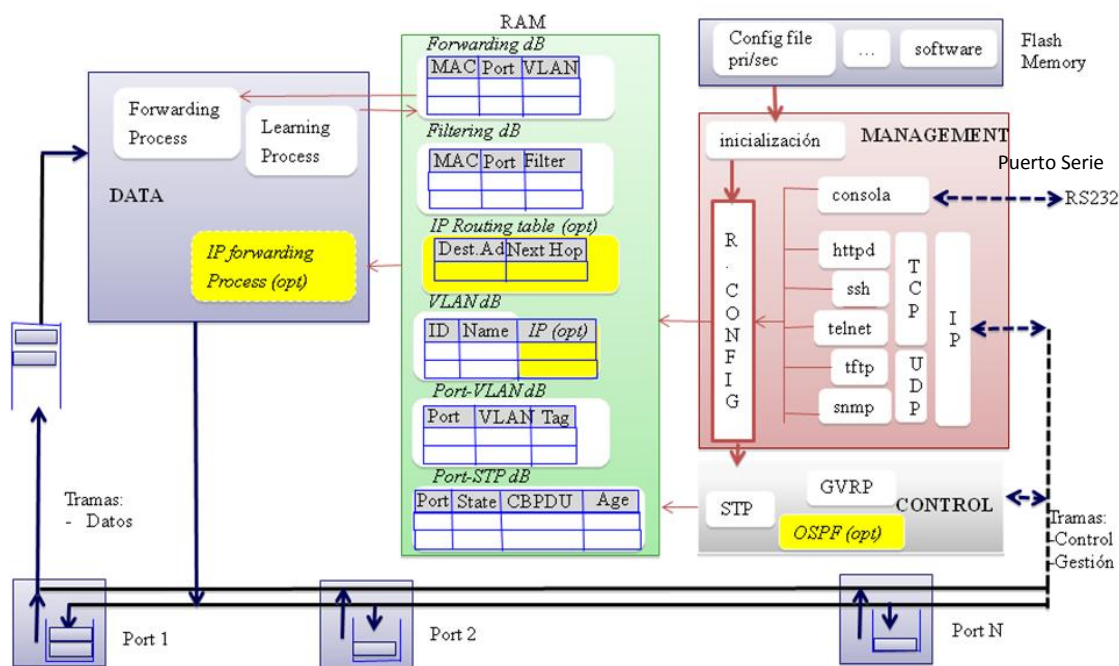 RAM
Forwarding dB
MAC Port VLAN
Filtering dB
MAC Port Filter
IP Routing table (opt)
Dest.Ad Next Hop
VLAN dB
ID Name IP (opt)
Port-VLAN dB
Port VLAN Tag
Port-STP dB
Port State CBPDU Age
Forwarding
Process
Learning
Process
DATA
IP forwarding
Process (opt)
Config file
pri/sec
...
software
Flash
Memory
inicialización
MANAGEMENT
Puerto Serie
consola
RS232
R-CONFIG
httpd
ssh
telnet
tftp
snmp
TCP
UDP
IP
GVRP
CONTROL
STP
OSPF (opt)
Tramas:
- Datos
Tramas:
-Control
-Gestión
Port 1
Port 2
Port N